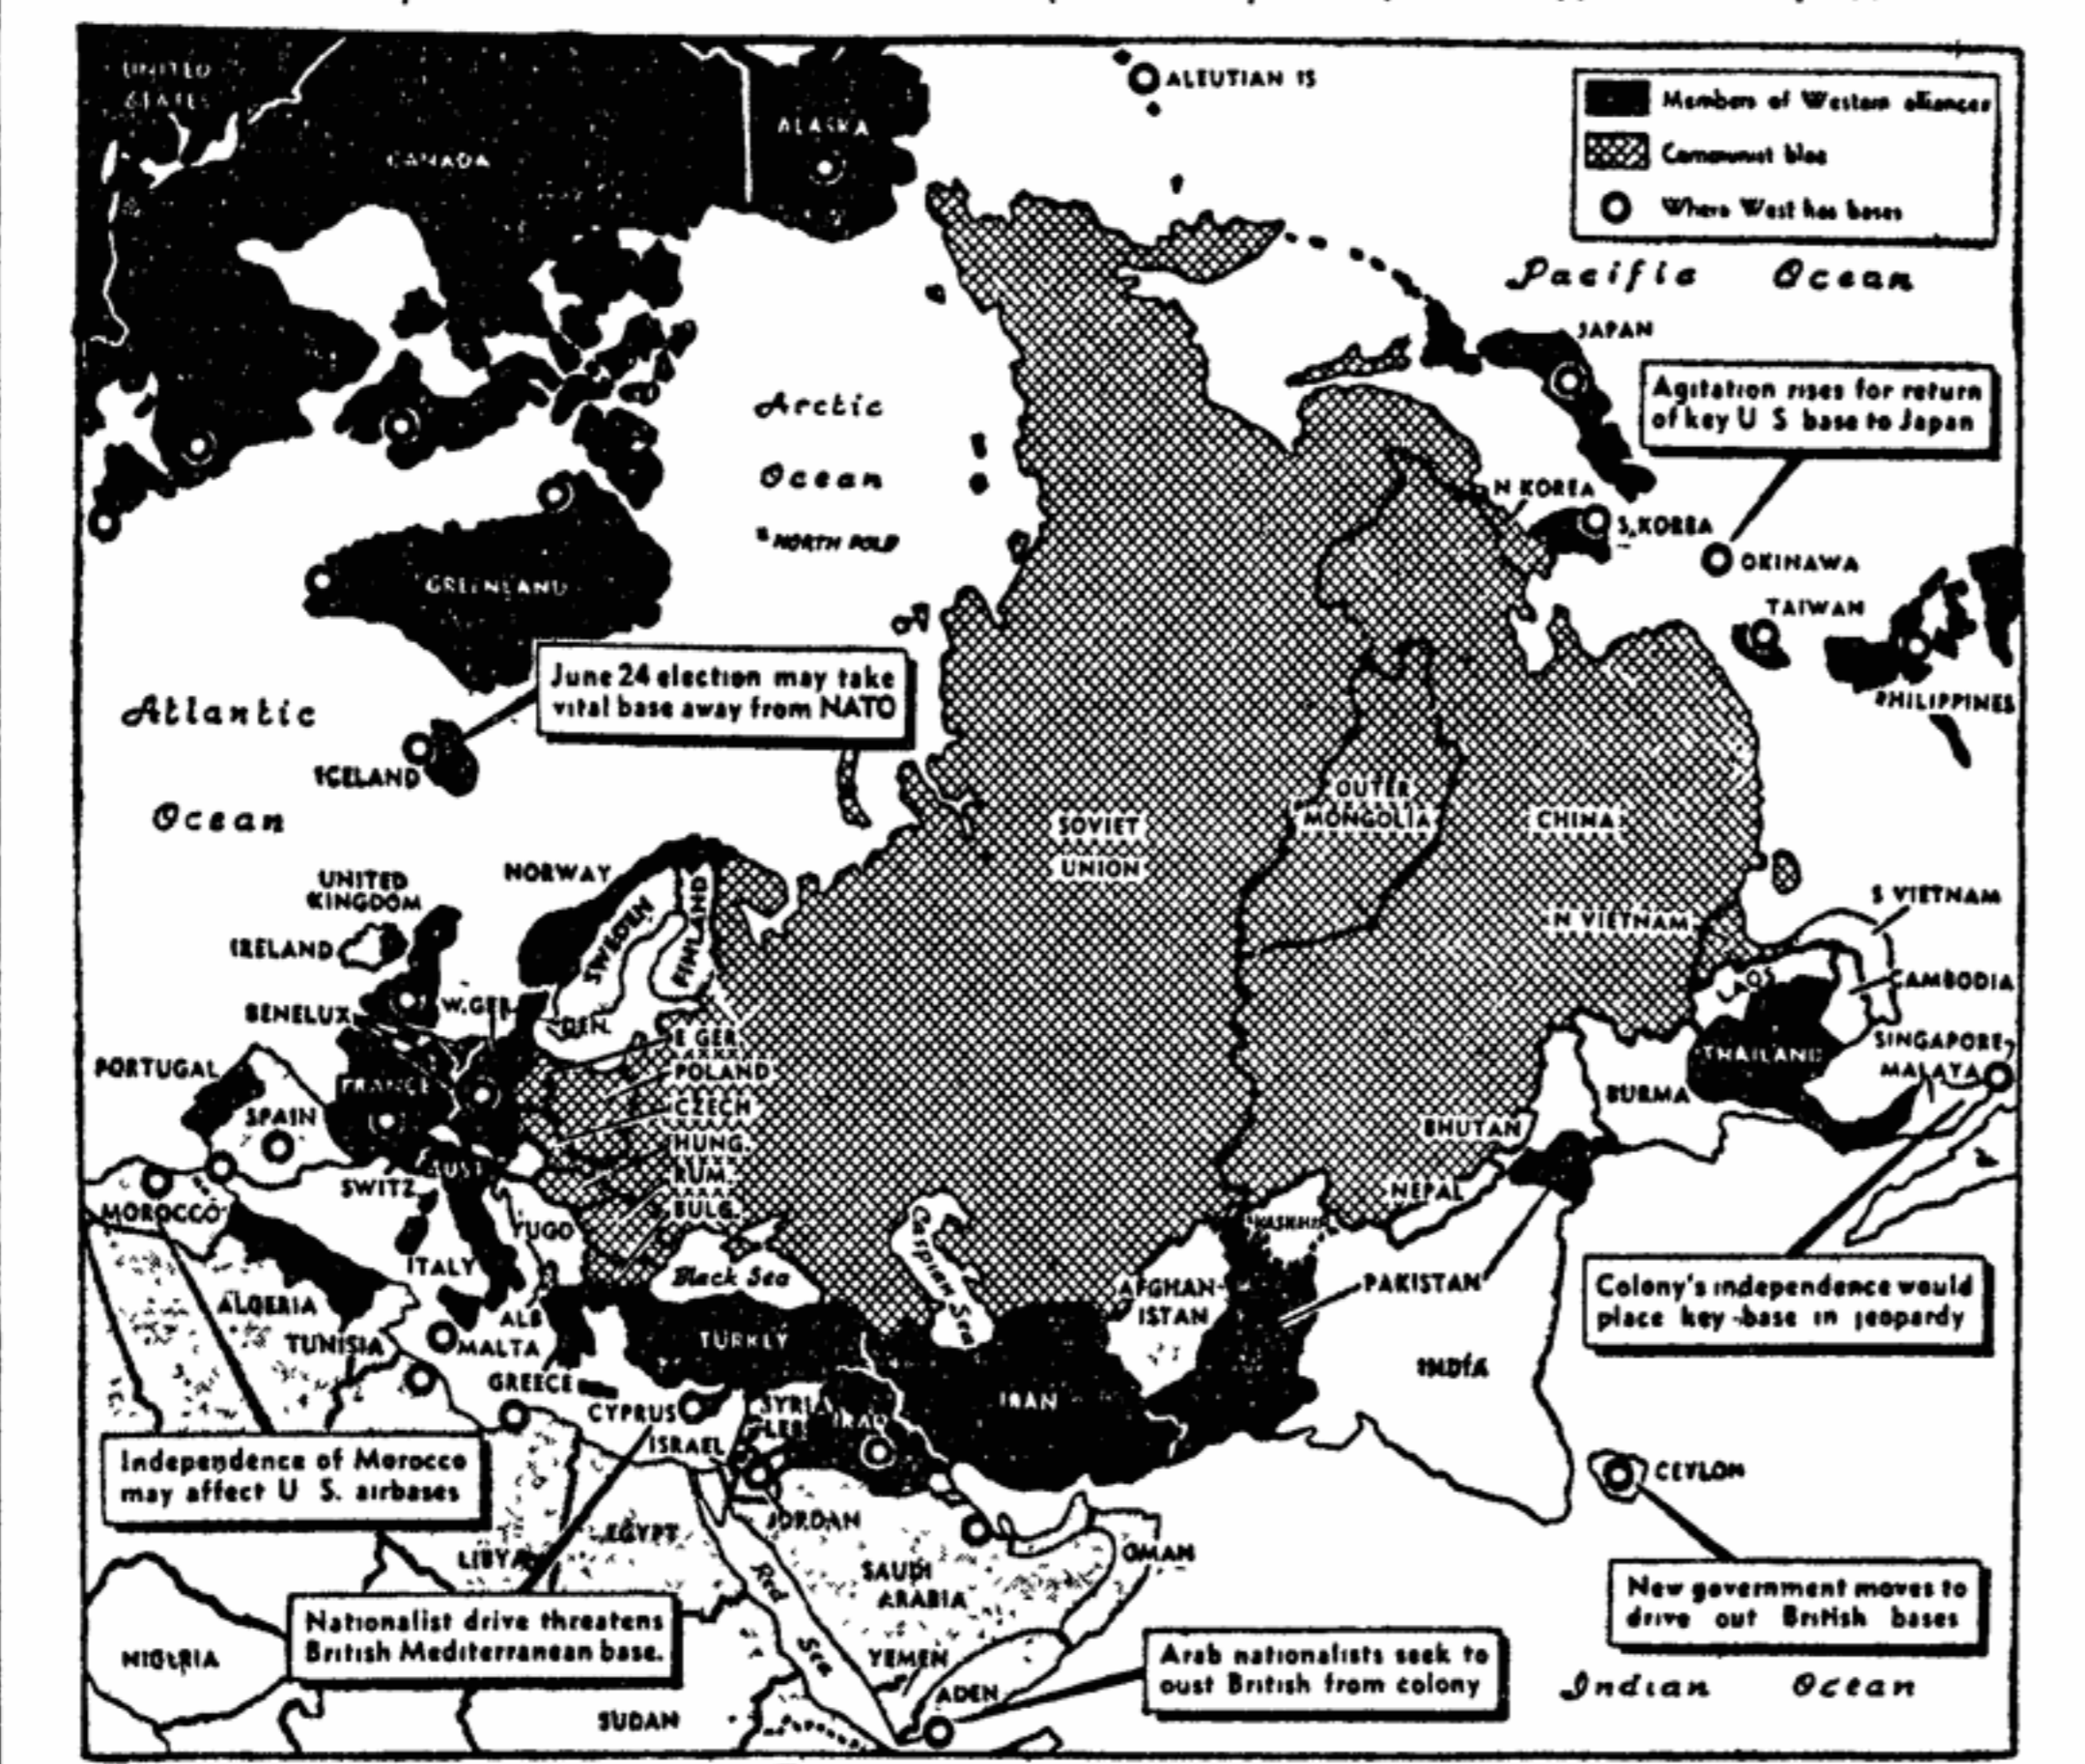 UNITED
STATES
CANADA
ALASKA
ALEUTIAN IS
Members of Western alliances
Communist bloc
Where West has bases
Pacific Ocean
JAPAN
Agitation rises for return
of key U S base to Japan
Arctic
Ocean
NORTH POLE
N KOREA
S. KOREA
OKINAWA
TAIWAN
PHILIPPINES
GREENLAND
June 24 election may take
vital base away from NATO
Atlantic
Ocean
ICELAND
SOVIET
UNION
OUTER
MONGOLIA
CHINA
N VIETNAM
S VIETNAM
LAOS
CAMBODIA
THAILAND
SINGAPORE,
MALAYA
BURMA
BHUTAN
NEPAL
NORWAY
SWEDEN
FINLAND
UNITED
KINGDOM
IRELAND
BENELUX
W. GER.
DEN.
E GER.
POLAND
CZECH
HUNG.
RUM.
BULG.
PORTUGAL
SPAIN
FRANCE
SWITZ.
AUST
MOROCCO
ITALY
YUGO
ALB
Black Sea
Caspian Sea
KASHMIR
AFGHAN-
ISTAN
PAKISTAN
INDIA
Colony's independence would
place key base in jeopardy
ALGERIA
TUNISIA
MALTA
GREECE
TURKEY
CYPRUS
SYRIA
LEB
IRAQ
IRAN
ISRAEL
JORDAN
CEYLON
Independence of Morocco
may affect U S. airbases
LIBYA
EGYPT
Red Sea
SAUDI
ARABIA
OMAN
YEMEN
ADEN
New government moves to
drive out British bases
Nationalist drive threatens
British Mediterranean base.
NIGERIA
SUDAN
Arab nationalists seek to
oust British from colony
Indian Ocean